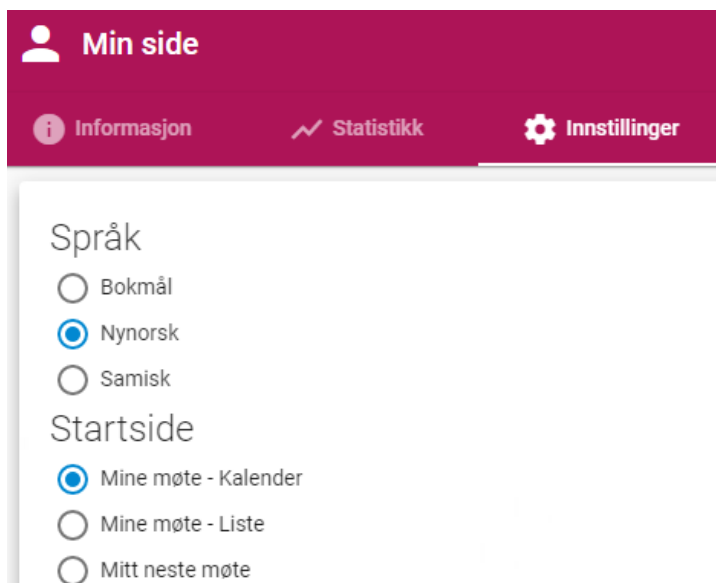 Min side
Informasjon Statistikk Innstillinger
Språk
Bokmål
Nynorsk
Samisk
Startside
Mine møte - Kalender
Mine møte - Liste
Mitt neste møte